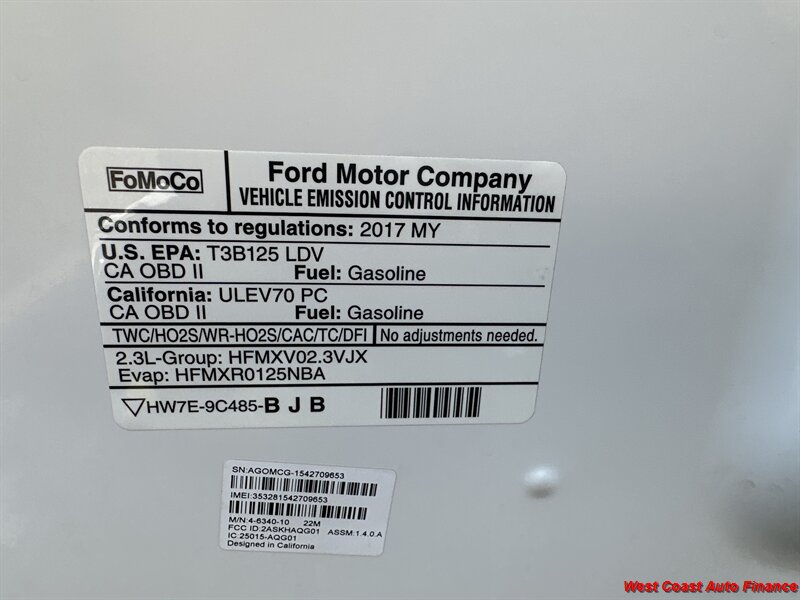 FoMoCo
Ford Motor Company
VEHICLE EMISSION CONTROL INFORMATION
Conforms to regulations: 2017 MY
U.S. EPA: T3B125 LDV
CA OBD II Fuel: Gasoline
California: ULEV70 PC
CA OBD II Fuel: Gasoline
TWC/HO2S/WR-HO2S/CAC/TC/DFI No adjustments needed.
2.3L-Group: HFMXV02.3VJX
Evap: HFMXR0125NBA
HW7E-9C485-B J B
SN:AGOMCG-1542709653
IMEI:353281542709653
M/N:4-6340-10 22M
FCC ID:2ASKHAQG01 ASSM:1.4.0.A
IC:25015-AQG01
Designed in California
West Coast Auto Finance